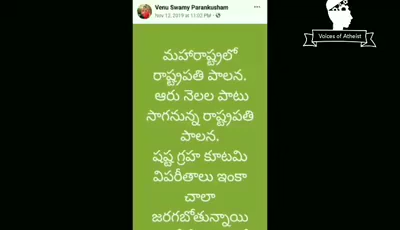 Venu Swamy Parankusham
Nov 12, 2019 at 11:02 PM
Voices of Atheist
మహారాష్ట్రలో
రాష్ట్రపతి పాలన.
ఆరు నెలల పాటు
సాగనున్న రాష్ట్రపతి
పాలన.
షష్ట గ్రహ కూటమి
విపరీతాలు ఇంకా
చాలా
జరగబోతున్నాయి